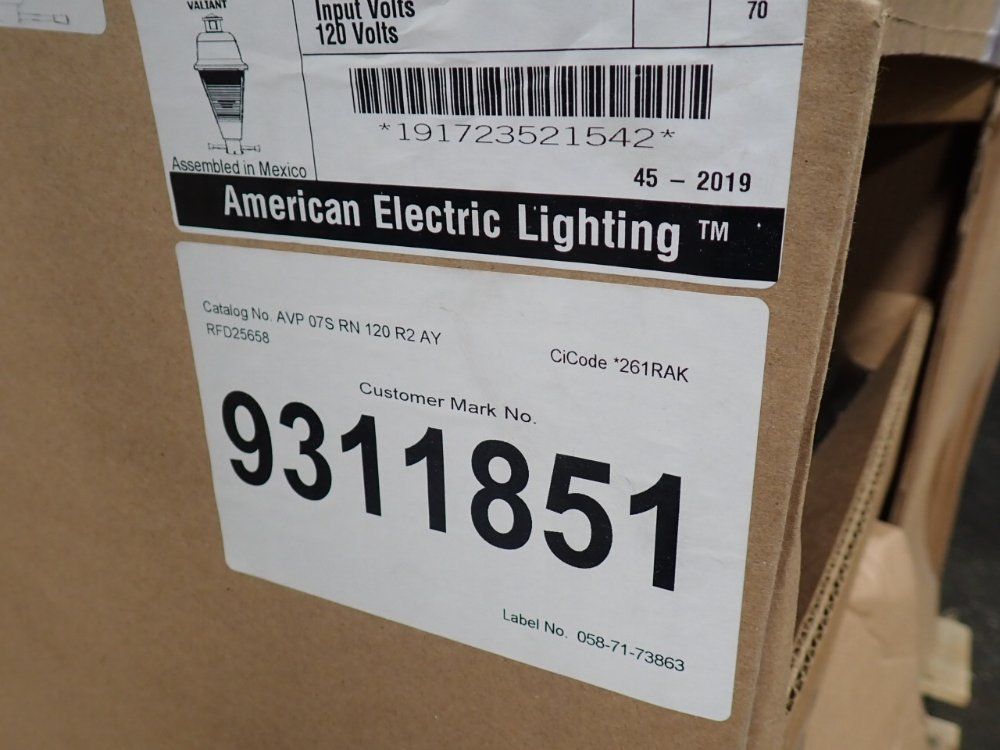 VALIANT
Input Volts
120 Volts
70
*191723521542*
Assembled in Mexico
45 - 2019
American Electric Lighting ™
Catalog No. AVP 07S RN 120 R2 AY
RFD25658
CiCode *261RAK
Customer Mark No.
9311851
Label No. 058-71-73863